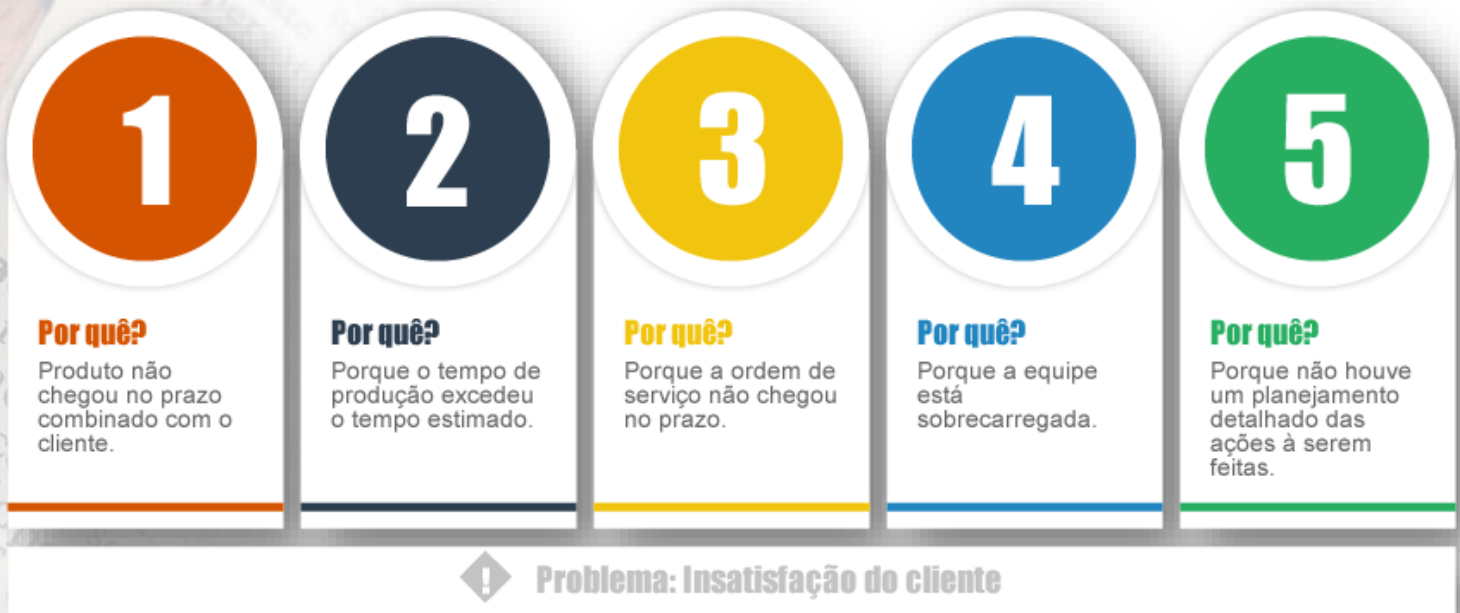 1
Por quê?
Produto não
chegou no prazo
combinado com o
cliente.
2
Por quê?
Porque o tempo de
produção excedeu
o tempo estimado.
3
Por quê?
Porque a ordem de
serviço não chegou
no prazo.
4
Por quê?
Porque a equipe
está
sobrecarregada.
5
Por quê?
Porque não houve
um planejamento
detalhado das
ações à serem
feitas.
! Problema: Insatisfação do cliente